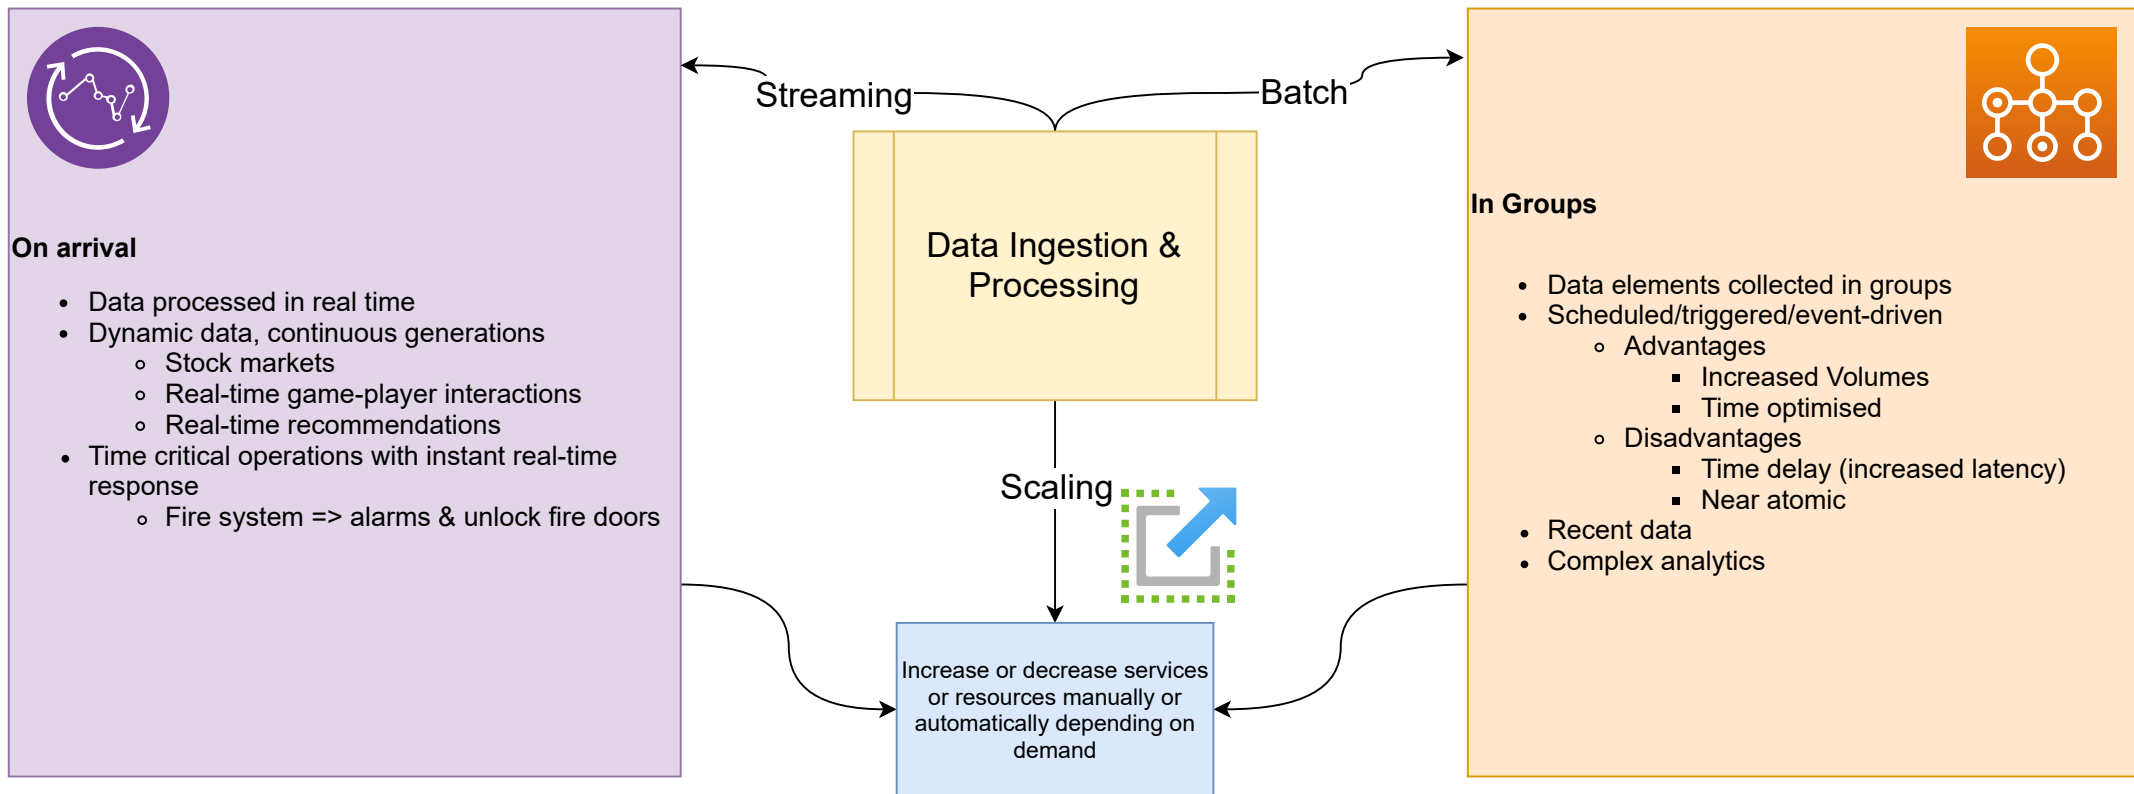 Streaming
Batch
Data Ingestion &
Processing
On arrival
Data processed in real time
Dynamic data, continuous generations
Stock markets
Real-time game-player interactions
Real-time recommendations
Time critical operations with instant real-time
response
Fire system => alarms & unlock fire doors
In Groups
Data elements collected in groups
Scheduled/triggered/event-driven
Advantages
Increased Volumes
Time optimised
Disadvantages
Time delay (increased latency)
Near atomic
Recent data
Complex analytics
Scaling
Increase or decrease services
or resources manually or
automatically depending on
demand